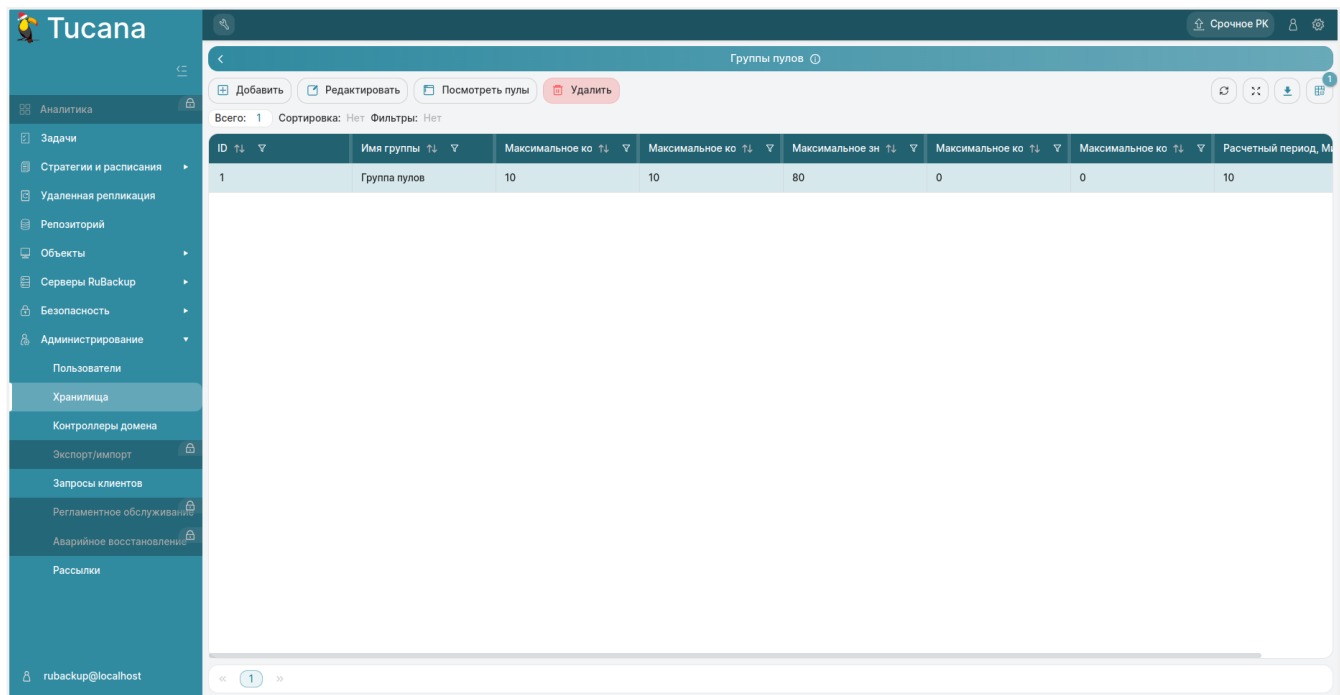 Tucana
Срочное РК
Группы пулов
Добавить Редактировать Посмотреть пулы Удалить
1
Всего: 1 Сортировка: Нет Фильтры: Нет
ID Имя группы Максимальное ко Максимальное ко Максимальное зн Максимальное ко Максимальное ко Расчетный период, Ми
1 Группа пулов 10 10 80 0 0 10
Аналитика
Задачи
Стратегии и расписания
Удаленная репликация
Репозиторий
Объекты
Серверы RuBackup
Безопасность
Администрирование
Пользователи
Хранилища
Контроллеры домена
Экспорт/импорт
Запросы клиентов
Регламентное обслуживание
Аварийное восстановление
Рассылки
rubackup@localhost
« 1 »